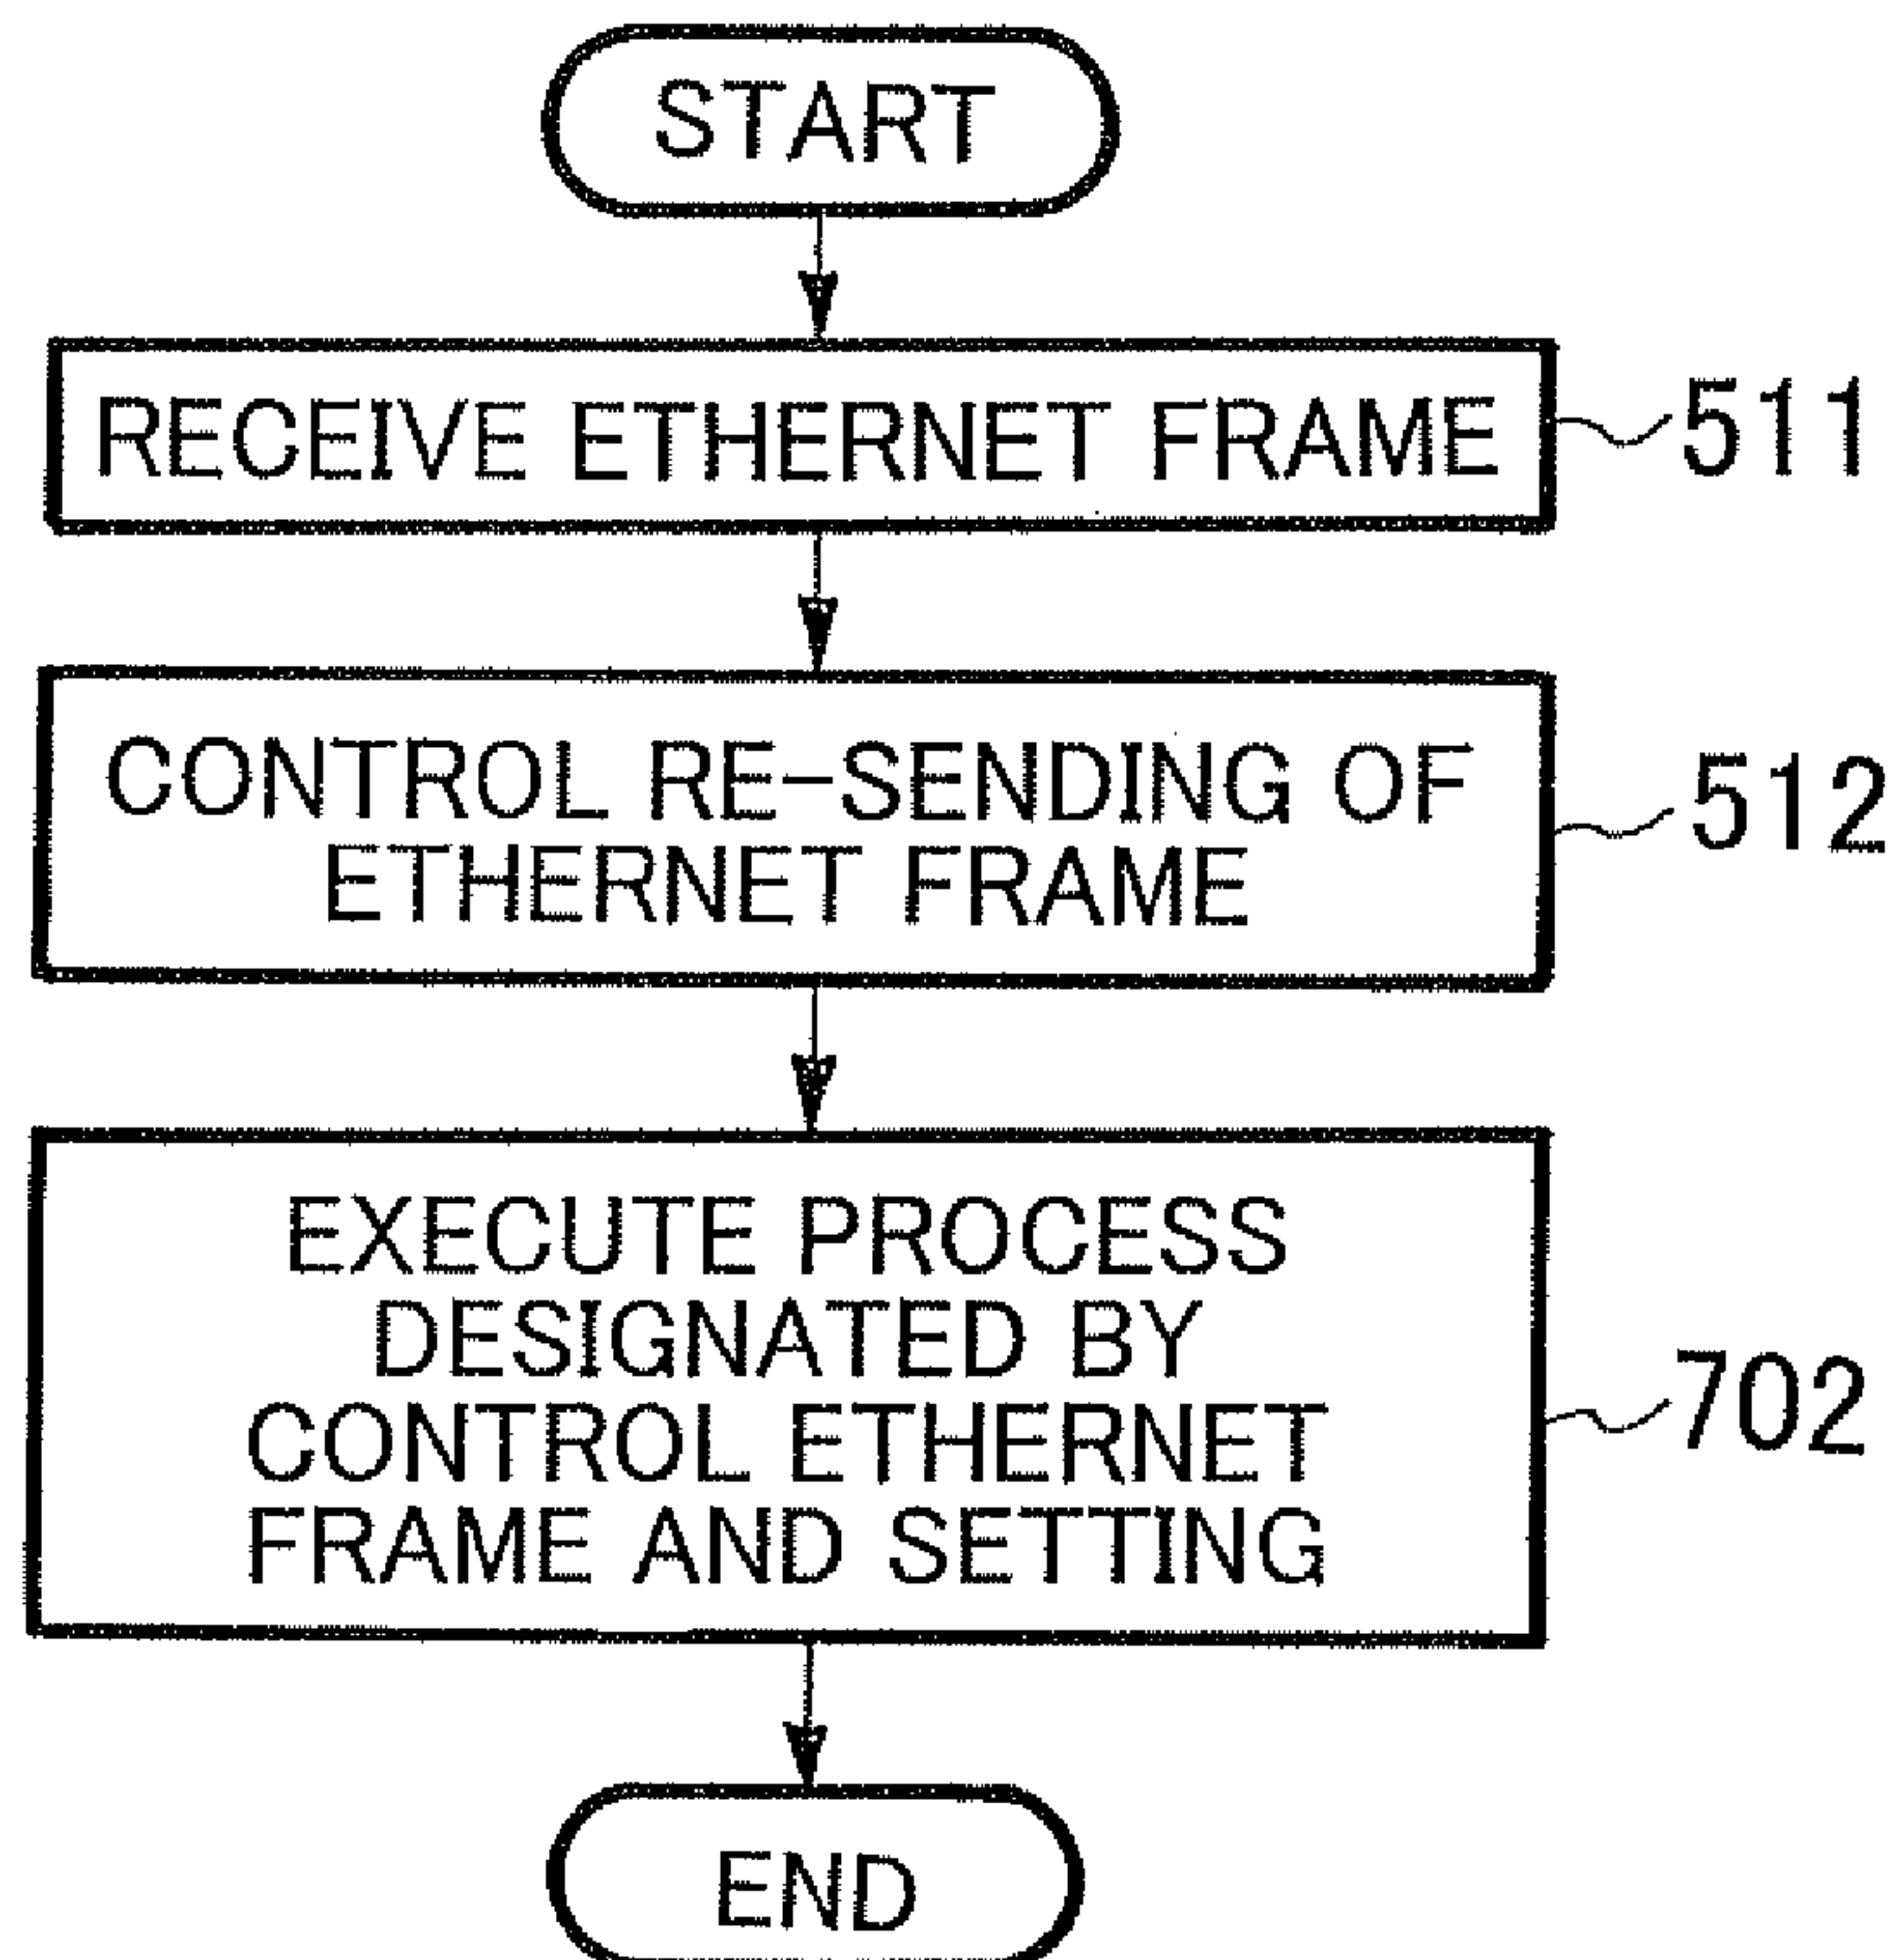 START
RECEIVE ETHERNET FRAME
511
CONTROL RE-SENDING OF
ETHERNET FRAME
512
EXECUTE PROCESS
DESIGNATED BY
CONTROL ETHERNET
FRAME AND SETTING
702
END